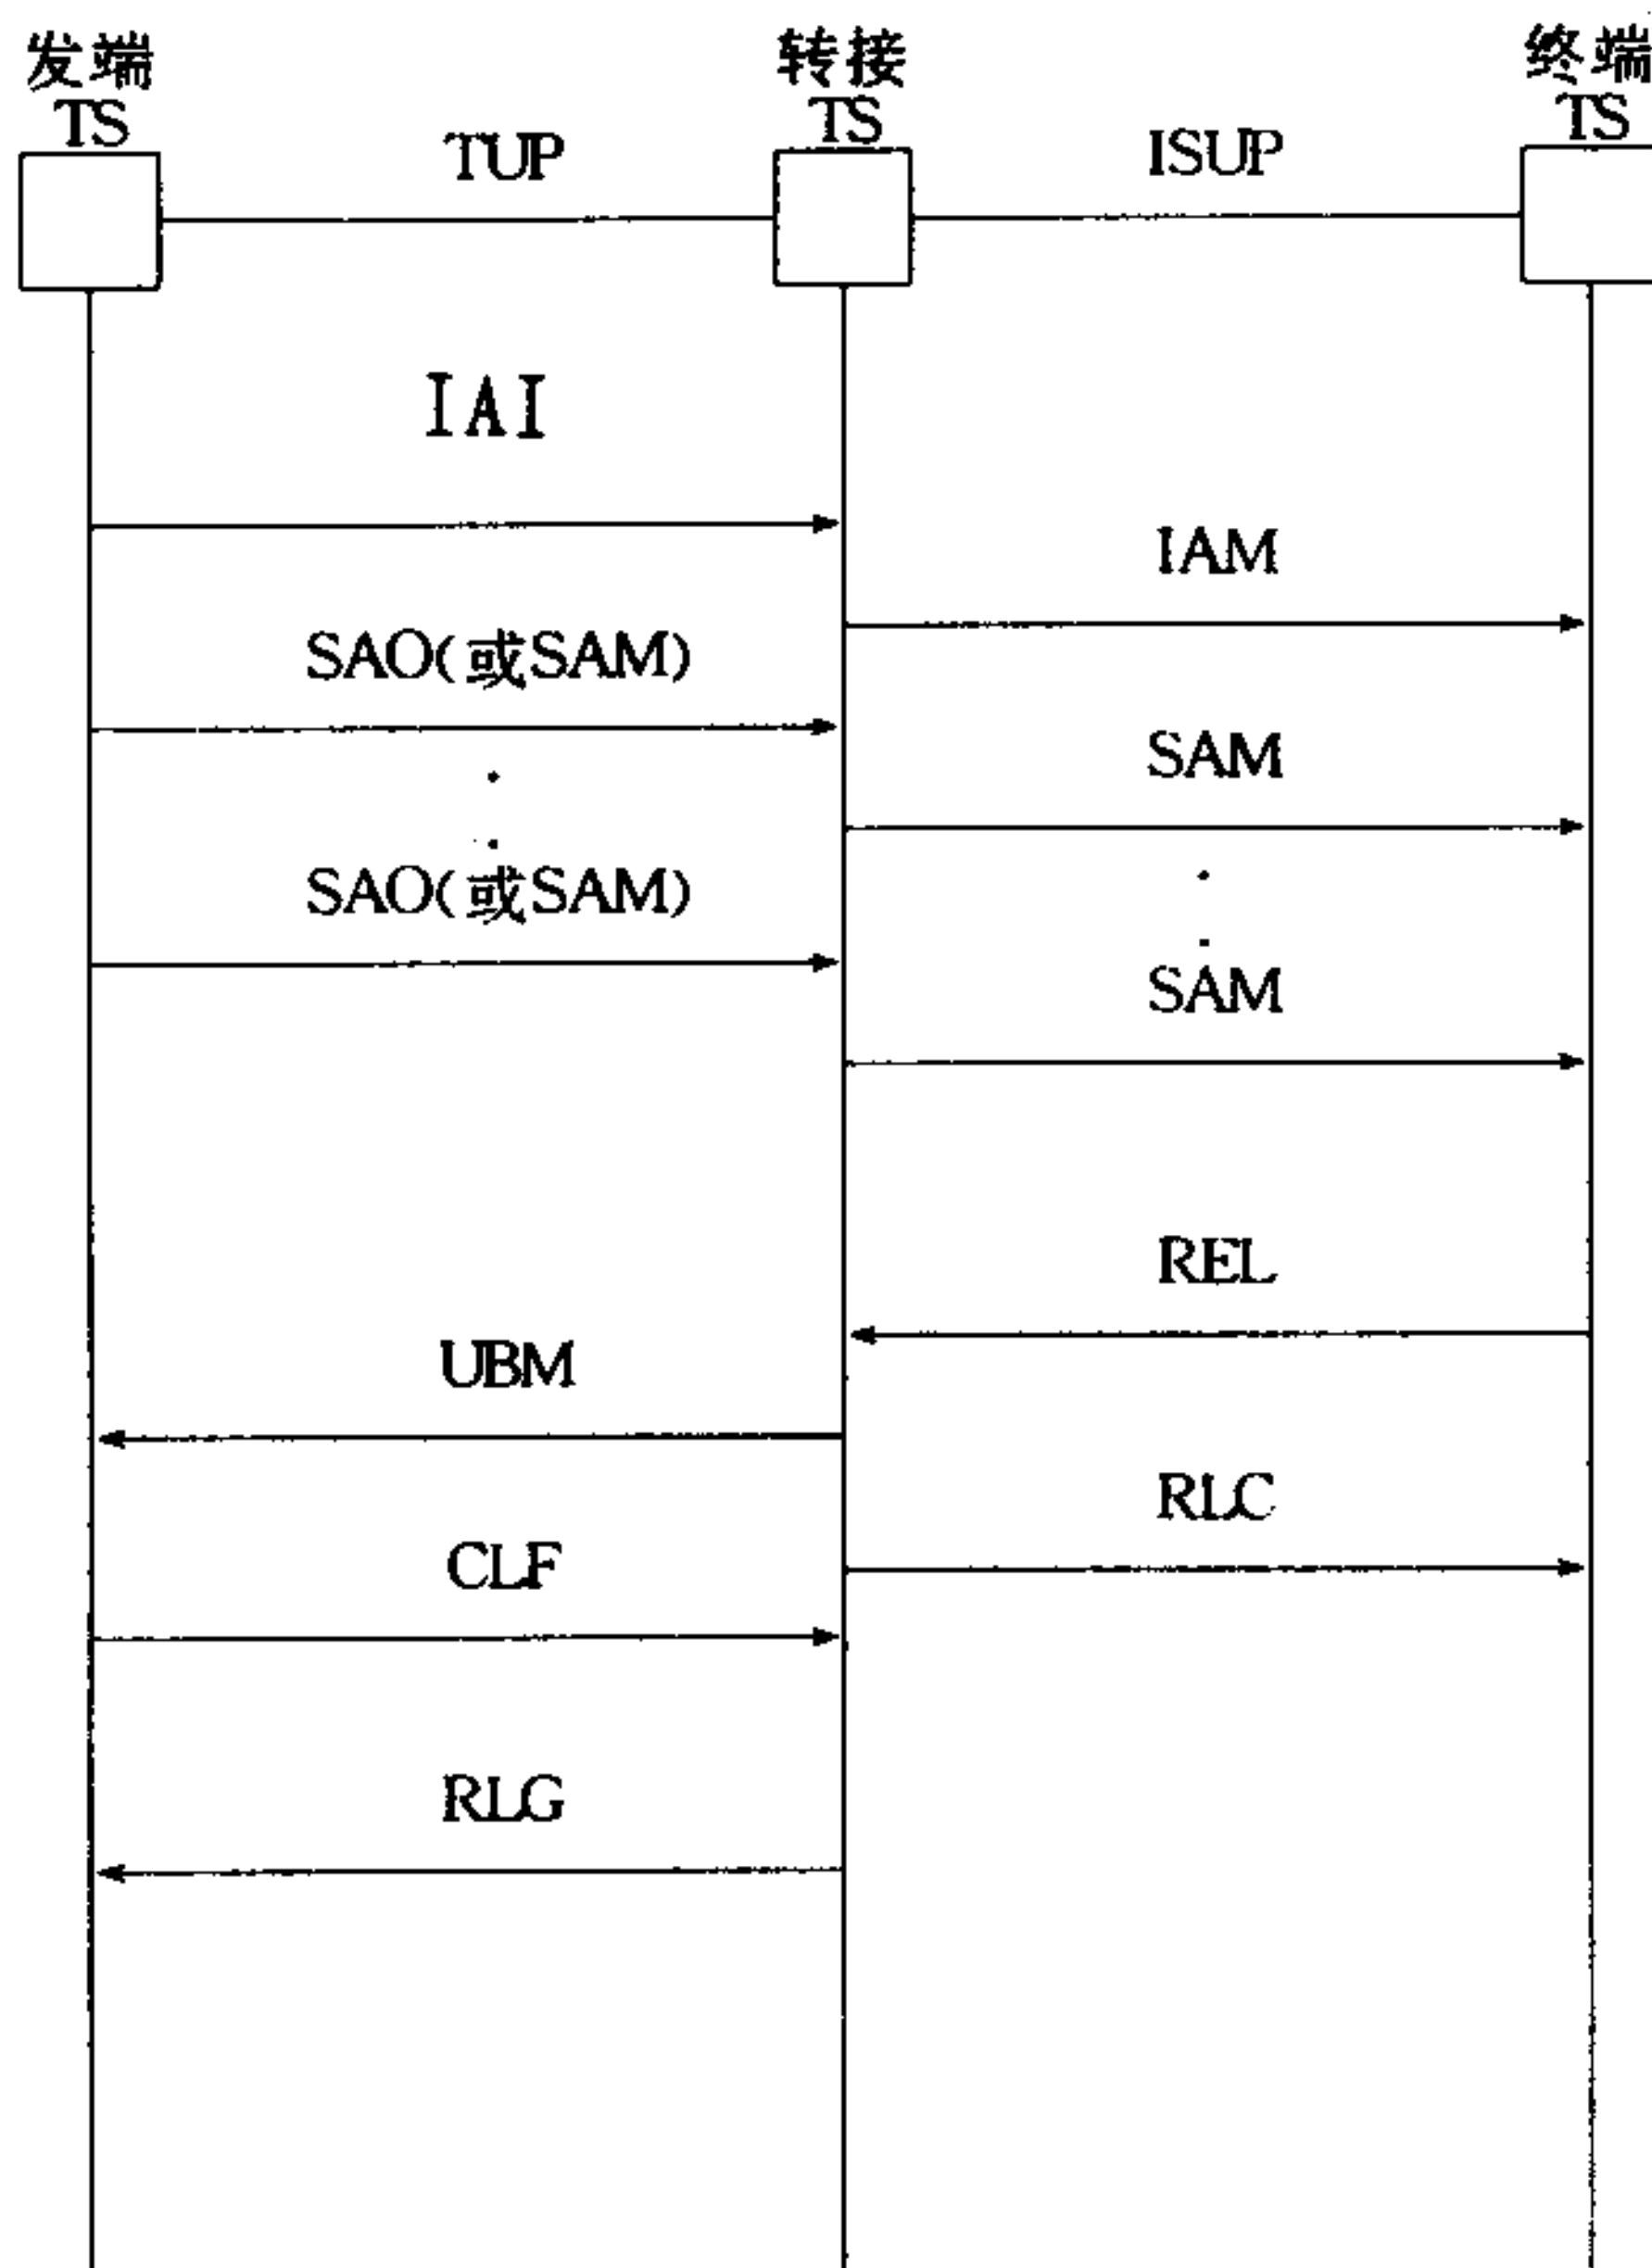 发端
TS
转接
TS
终端
TS
TUP
ISUP
IAI
IAM
SAO(或SAM)
SAM
SAO(或SAM)
SAM
REL
UBM
RLC
CLF
RLG